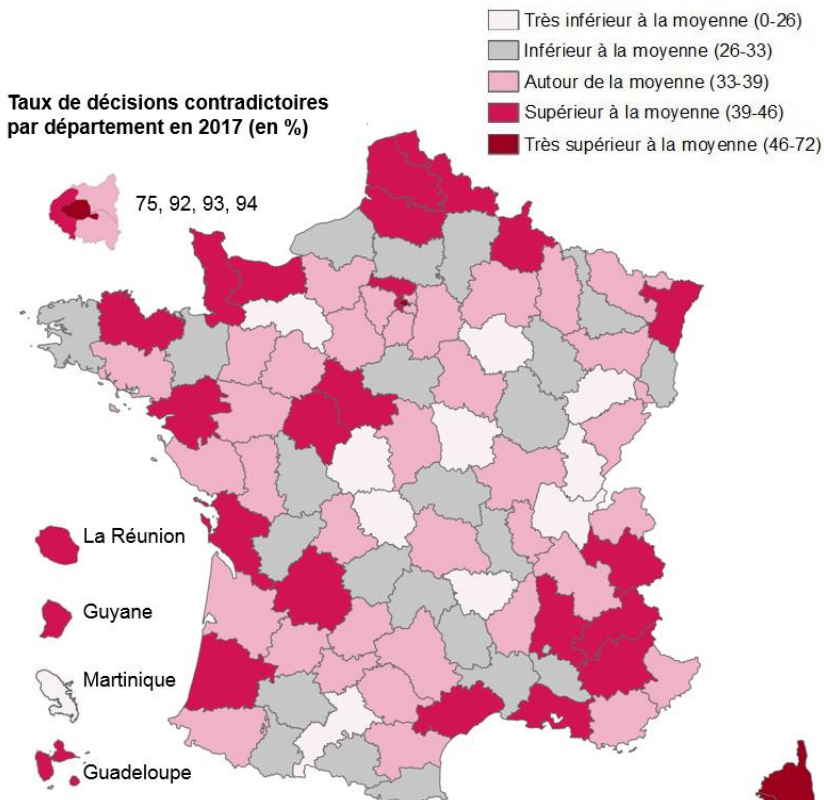 Très inférieur à la moyenne (0-26)
Inférieur à la moyenne (26-33)
Autour de la moyenne (33-39)
Supérieur à la moyenne (39-46)
Très supérieur à la moyenne (46-72)
Taux de décisions contradictoires
par département en 2017 (en %)
75, 92, 93, 94
La Réunion
Guyane
Martinique
Guadeloupe